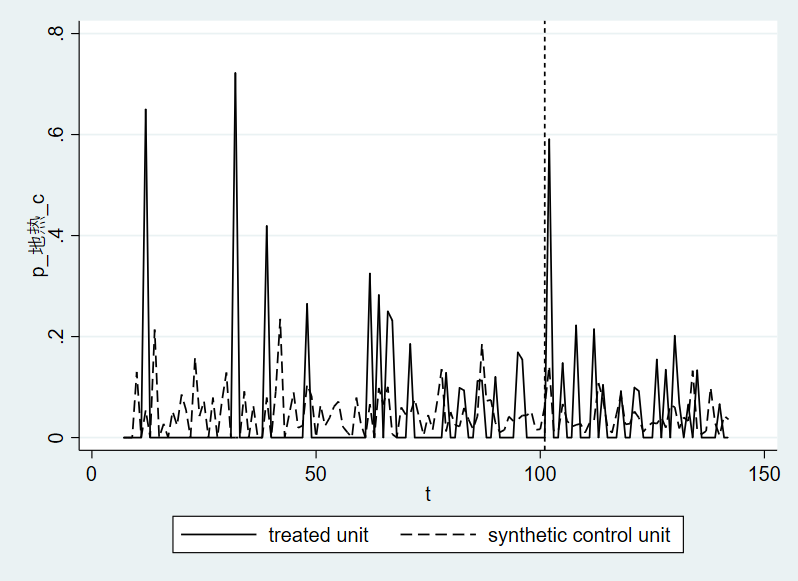 .8
.6
.4
.2
0
p_地热_c
0 50 100 150
t
treated unit synthetic control unit